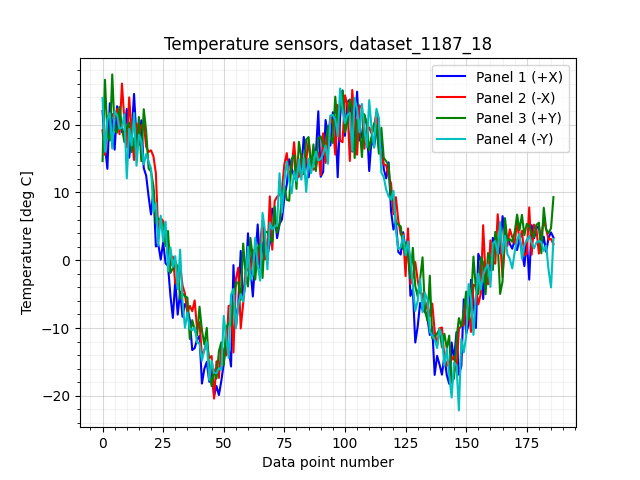 Temperature sensors, dataset_1187_18
Panel 1 (+X)
Panel 2 (-X)
Panel 3 (+Y)
Panel 4 (-Y)
Temperature [deg C]
20
10
0
−10
−20
0 25 50 75 100 125 150 175
Data point number